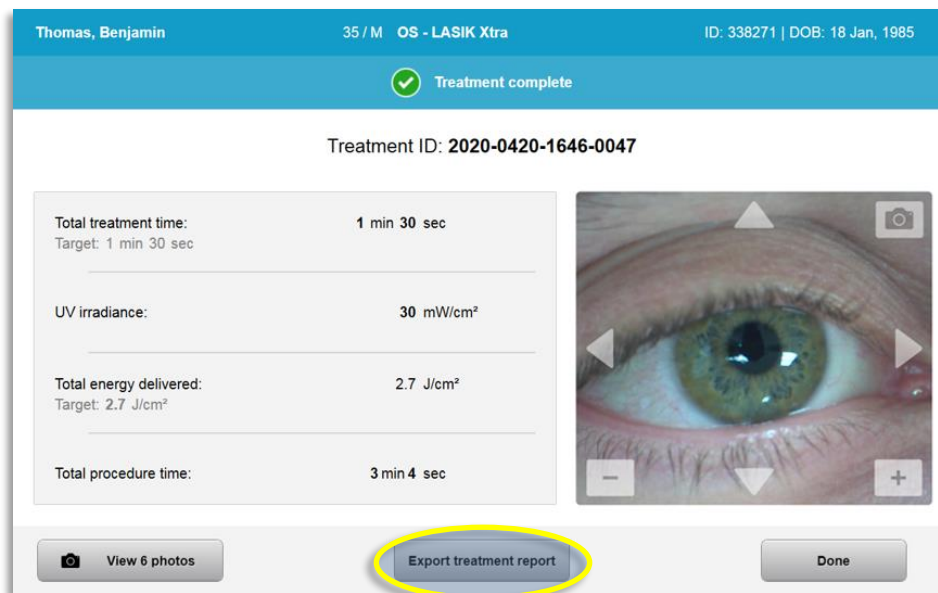 Thomas, Benjamin 35 / M OS - LASIK Xtra ID: 338271 | DOB: 18 Jan, 1985
Treatment complete
Treatment ID: 2020-0420-1646-0047
Total treatment time: 1 min 30 sec
Target: 1 min 30 sec
UV irradiance: 30 mW/cm²
Total energy delivered: 2.7 J/cm²
Target: 2.7 J/cm²
Total procedure time: 3 min 4 sec
View 6 photos Export treatment report Done